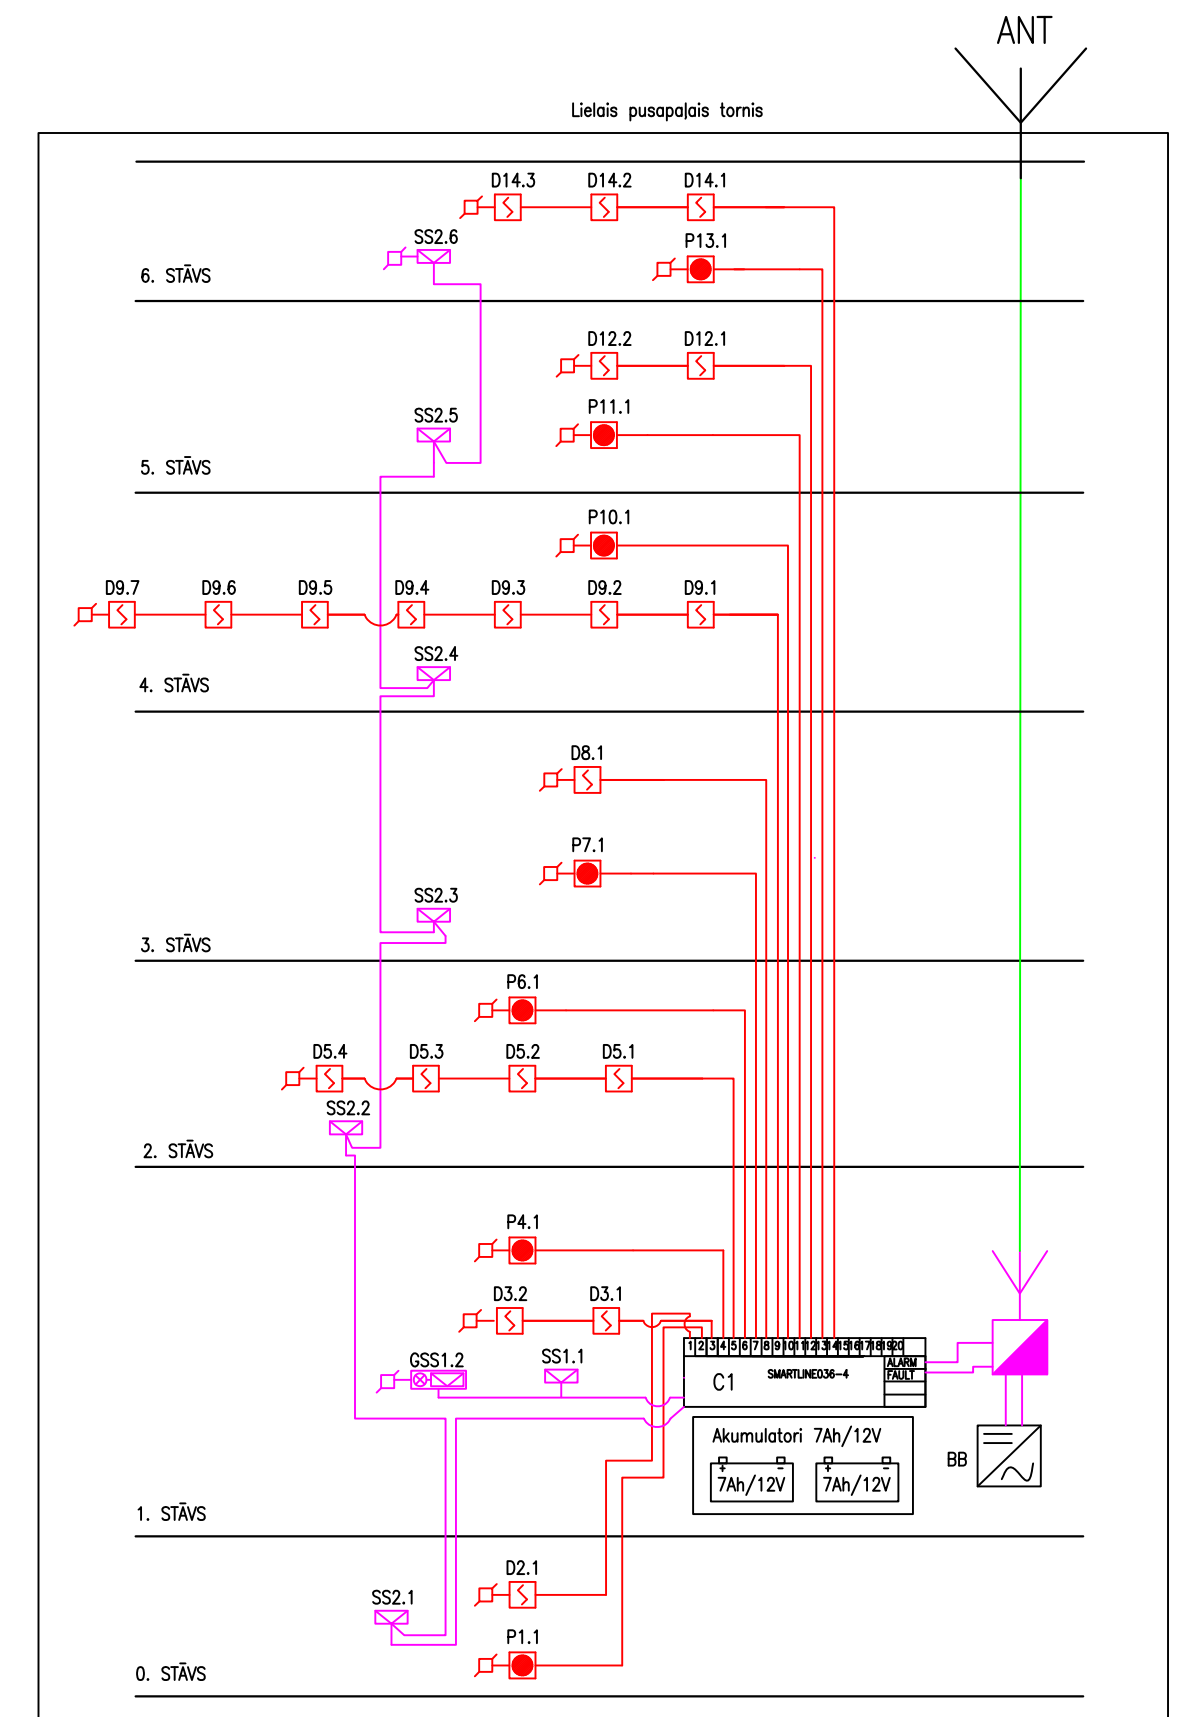 ANT
Lielais pusapaļais tornis
D14.3 D14.2 D14.1
SS2.6 P13.1
6. STĀVS
D12.2 D12.1
P11.1
SS2.5
5. STĀVS
P10.1
D9.7 D9.6 D9.5 D9.4 D9.3 D9.2 D9.1
SS2.4
4. STĀVS
D8.1
P7.1
SS2.3
3. STĀVS
P6.1
D5.4 D5.3 D5.2 D5.1
SS2.2
2. STĀVS
P4.1
D3.2 D3.1
1 2 3 4 5 6 7 8 9 10 11 12 13 14 15 16 17 18 19 20
GSS1.2 SS1.1
ALARM
SMARTLINE036-4
FAULT
C1
Akumulatori 7Ah/12V
BB
+ - + -
7Ah/12V 7Ah/12V
1. STĀVS
D2.1
SS2.1
P1.1
0. STĀVS